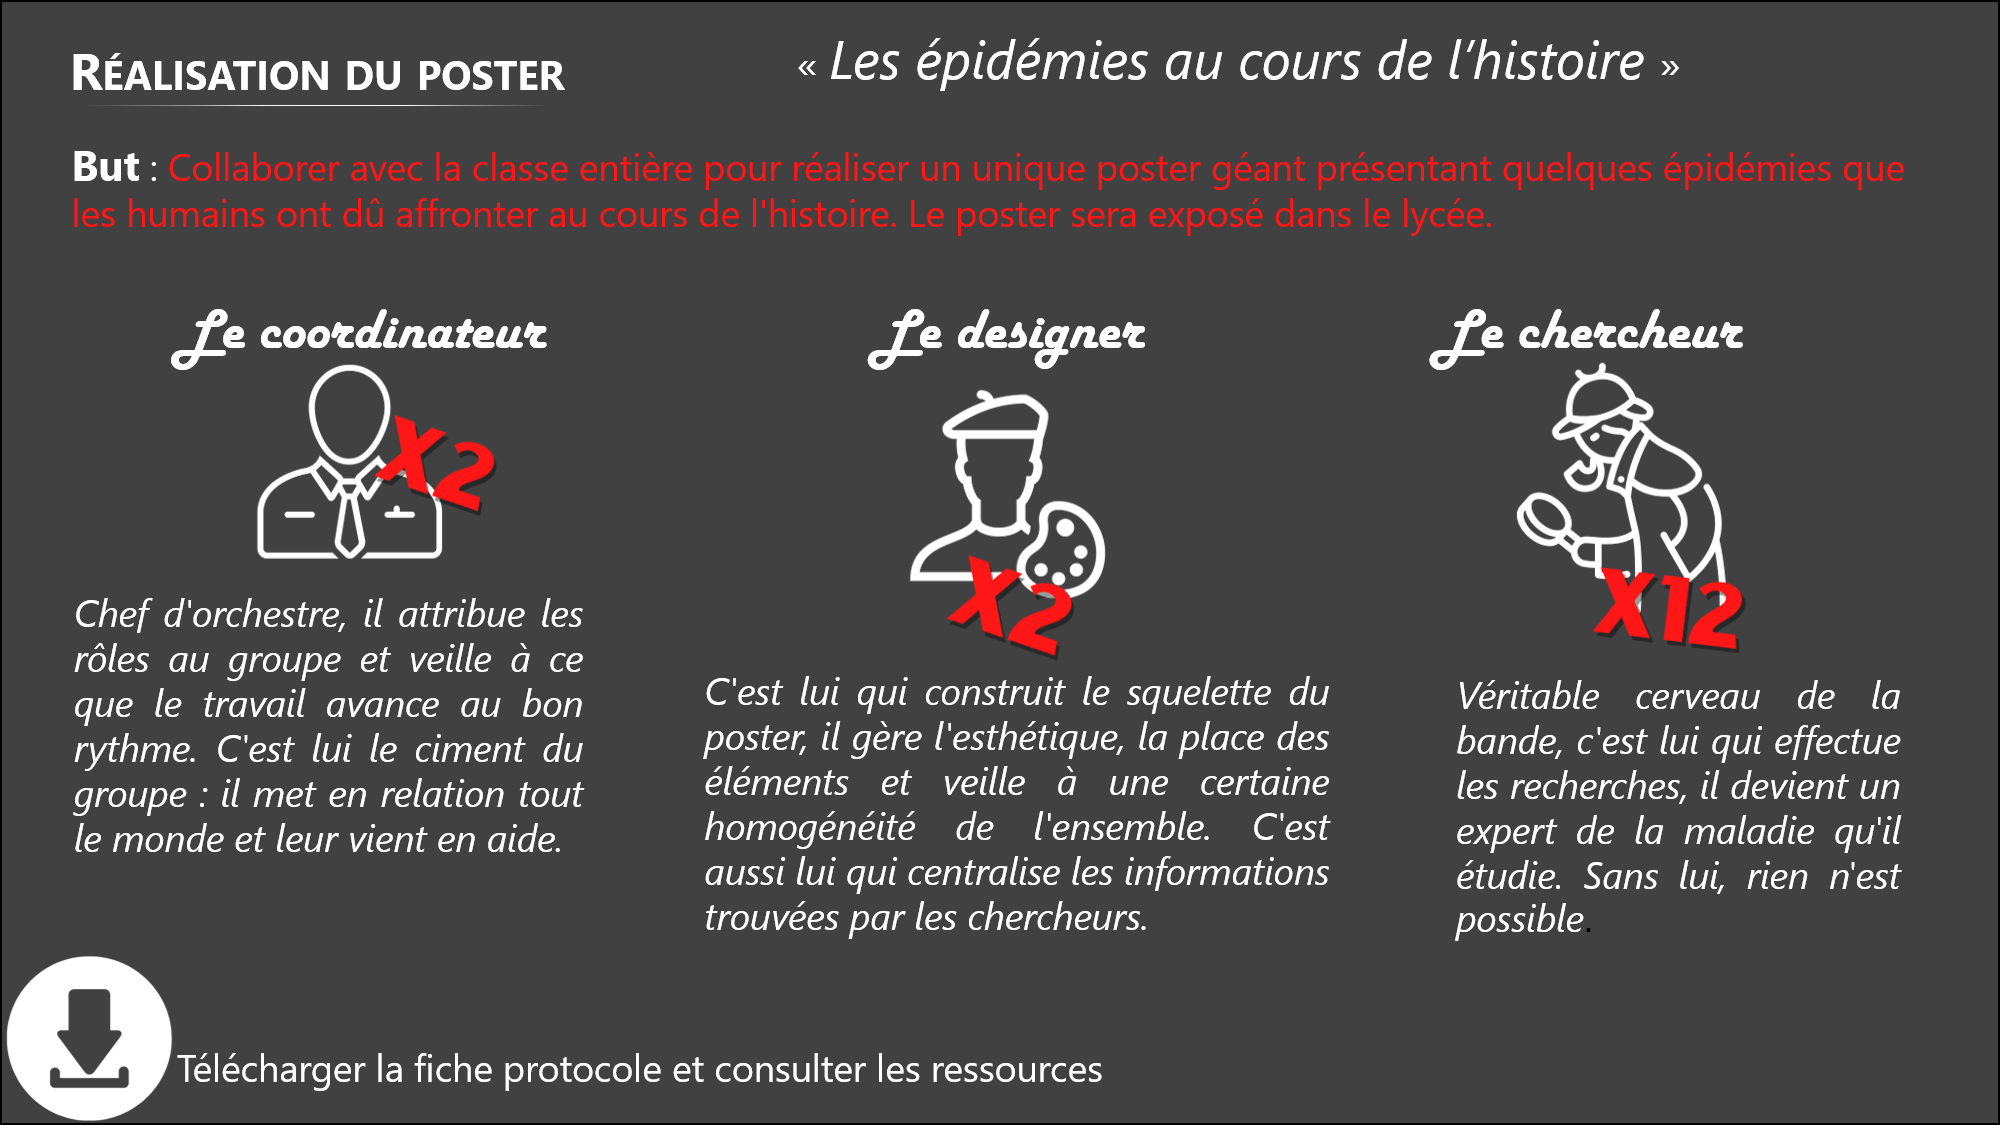 RÉALISATION DU POSTER
« Les épidémies au cours de l’histoire »
But : Collaborer avec la classe entière pour réaliser un unique poster géant présentant quelques épidémies que
les humains ont dû affronter au cours de l'histoire. Le poster sera exposé dans le lycée.
Le coordinateur
X2
Chef d'orchestre, il attribue les
rôles au groupe et veille à ce
que le travail avance au bon
rythme. C'est lui le ciment du
groupe : il met en relation tout
le monde et leur vient en aide.
Le designer
X2
C'est lui qui construit le squelette du
poster, il gère l'esthétique, la place des
éléments et veille à une certaine
homogénéité de l'ensemble. C'est
aussi lui qui centralise les informations
trouvées par les chercheurs.
Le chercheur
X12
Véritable cerveau de la
bande, c'est lui qui effectue
les recherches, il devient un
expert de la maladie qu'il
étudie. Sans lui, rien n'est
possible.
Télécharger la fiche protocole et consulter les ressources